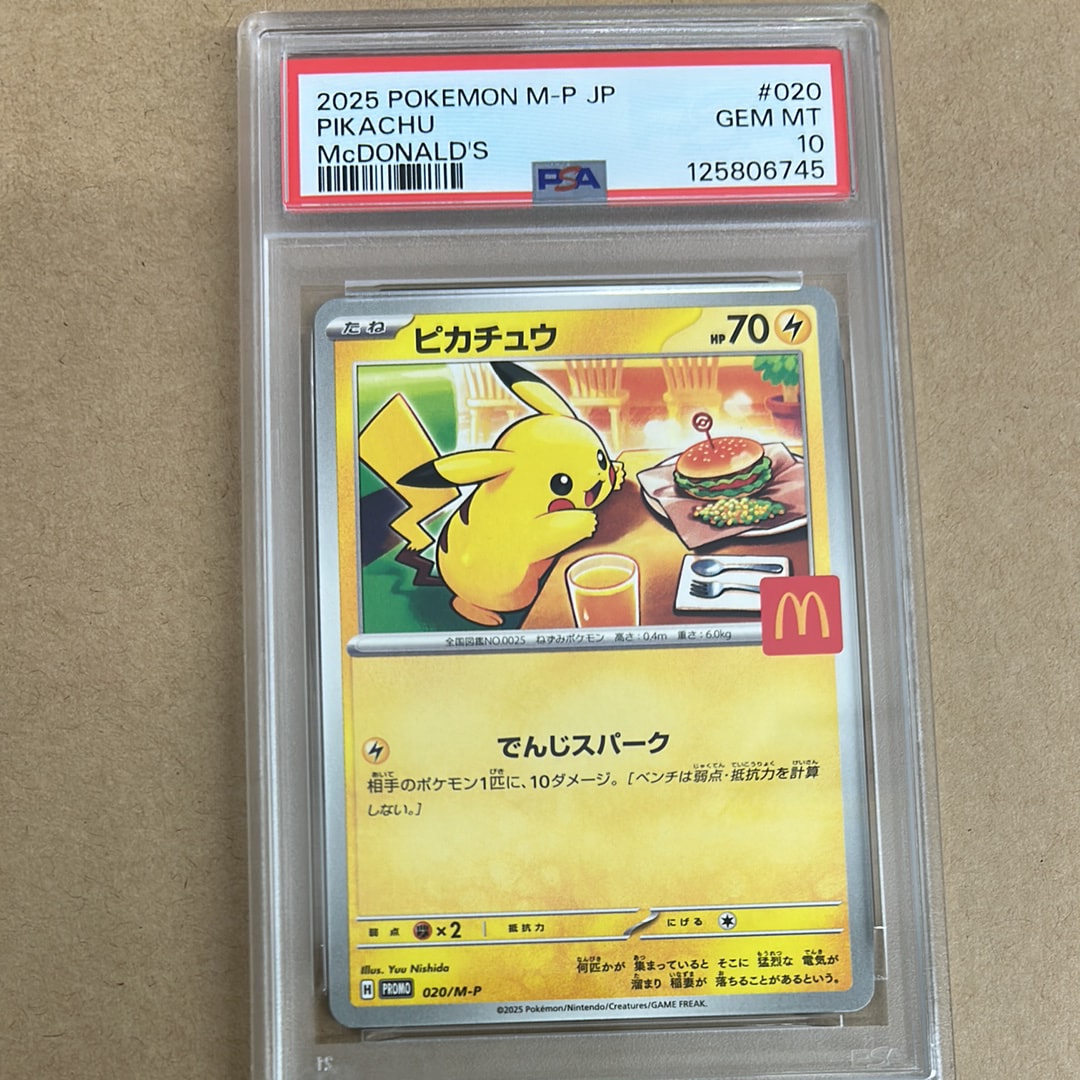 2025 POKEMON M-P JP #020
PIKACHU GEM MT
McDONALD'S 10
PSA 125806745
たね ピカチュウ HP70
全国図鑑NO.0025 ねずみポケモン 高さ:0.4m 重さ:6.0kg
でんじスパーク
相手のポケモン1匹に、10ダメージ。[ベンチは弱点・抵抗力を計算
しない。]
弱点 ×2 抵抗力 にげる
Illus. Yuu Nishida
何匹かが 集まっていると そこに 猛烈な 電気が
溜まり 稲妻が 落ちることがあるという。
H PROMO 020/M-P
©2025 Pokémon/Nintendo/Creatures/GAME FREAK.
PSA